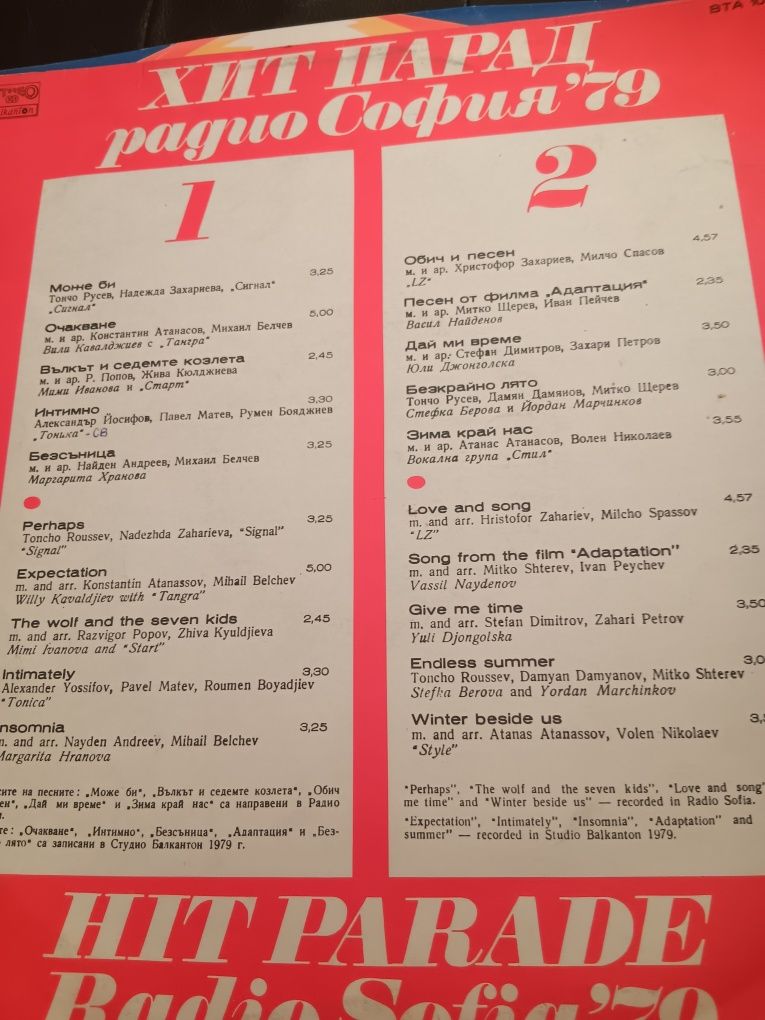 ВТА
ikanton
ХИТ ПАРАД
радио София'79
1
Може би 3,25
Тончо Русев, Надежда Захариева, „Сигнал“
„Сигнал“
Очакване 5,00
м. и ар. Константин Атанасов, Михаил Белчев
Вили Кавалджиев с „Тангра“
Вълкът и седемте козлета 2,45
м. и ар. Р. Попов, Жива Кюлджиева
Мими Иванова и „Старт“
Интимно 3,30
Александър Йосифов, Павел Матев, Румен Бояджиев
„Тоника“ - СВ
Безсъница 3,25
м. и ар. Найден Андреев, Михаил Белчев
Маргарита Хранова
Perhaps 3,25
Toncho Roussev, Nadezhda Zaharieva, "Signal"
"Signal"
Expectation 5,00
m. and arr. Konstantin Atanassov, Mihail Belchev
Willy Kavaldjiev with "Tangra"
The wolf and the seven kids 2,45
m. and arr. Razvigor Popov, Zhiva Kyuldjieva
Mimi Ivanova and "Start"
Intimately 3,30
Alexander Yossifov, Pavel Matev, Roumen Boyadjiev
"Tonica"
nsomnia 3,25
m. and arr. Nayden Andreev, Mihail Belchev
Margarita Hranova
сите на песните: „Може би“, „Вълкът и седемте козлета“, „Обич
ен“, „Дай ми време“ и „Зима край нас“ са направени в Радио
те: „Очакване“, „Интимно“, „Безсъница“, „Адаптация“ и „Без-
лято“ са записани в Студио Балкантон 1979 г.
2
Обич и песен 4,57
м. и ар. Христофор Захариев, Милчо Спасов
„LZ“
Песен от филма „Адаптация“ 2,35
м. и ар. Митко Щерев, Иван Пейчев
Васил Найденов
Дай ми време 3,50
м. и ар. Стефан Димитров, Захари Петров
Юли Джонголска
Безкрайно лято 3,00
Тончо Русев, Дамян Дамянов, Митко Щерев
Стефка Берова и Йордан Марчинков
Зима край нас 3,55
м. и ар. Атанас Атанасов, Волен Николаев
Вокална група „Стил“
Love and song 4,57
m. and arr. Hristofor Zahariev, Milcho Spassov
"LZ"
Song from the film "Adaptation" 2,35
m. and arr. Mitko Shterev, Ivan Peychev
Vassil Naydenov
Give me time 3,50
m. and arr. Stefan Dimitrov, Zahari Petrov
Yuli Djongolska
Endless summer 3,0
Toncho Roussev, Damyan Damyanov, Mitko Shterev
Stefka Berova and Yordan Marchinkov
Winter beside us 3,
m. and arr. Atanas Atanassov, Volen Nikolaev
"Style"
"Perhaps", "The wolf and the seven kids", "Love and song"
me time" and "Winter beside us" — recorded in Radio Sofia.
"Expectation", "Intimately", "Insomnia", "Adaptation" and
summer" — recorded in Studio Balkanton 1979.
HIT PARADE
Radio Sofia'79